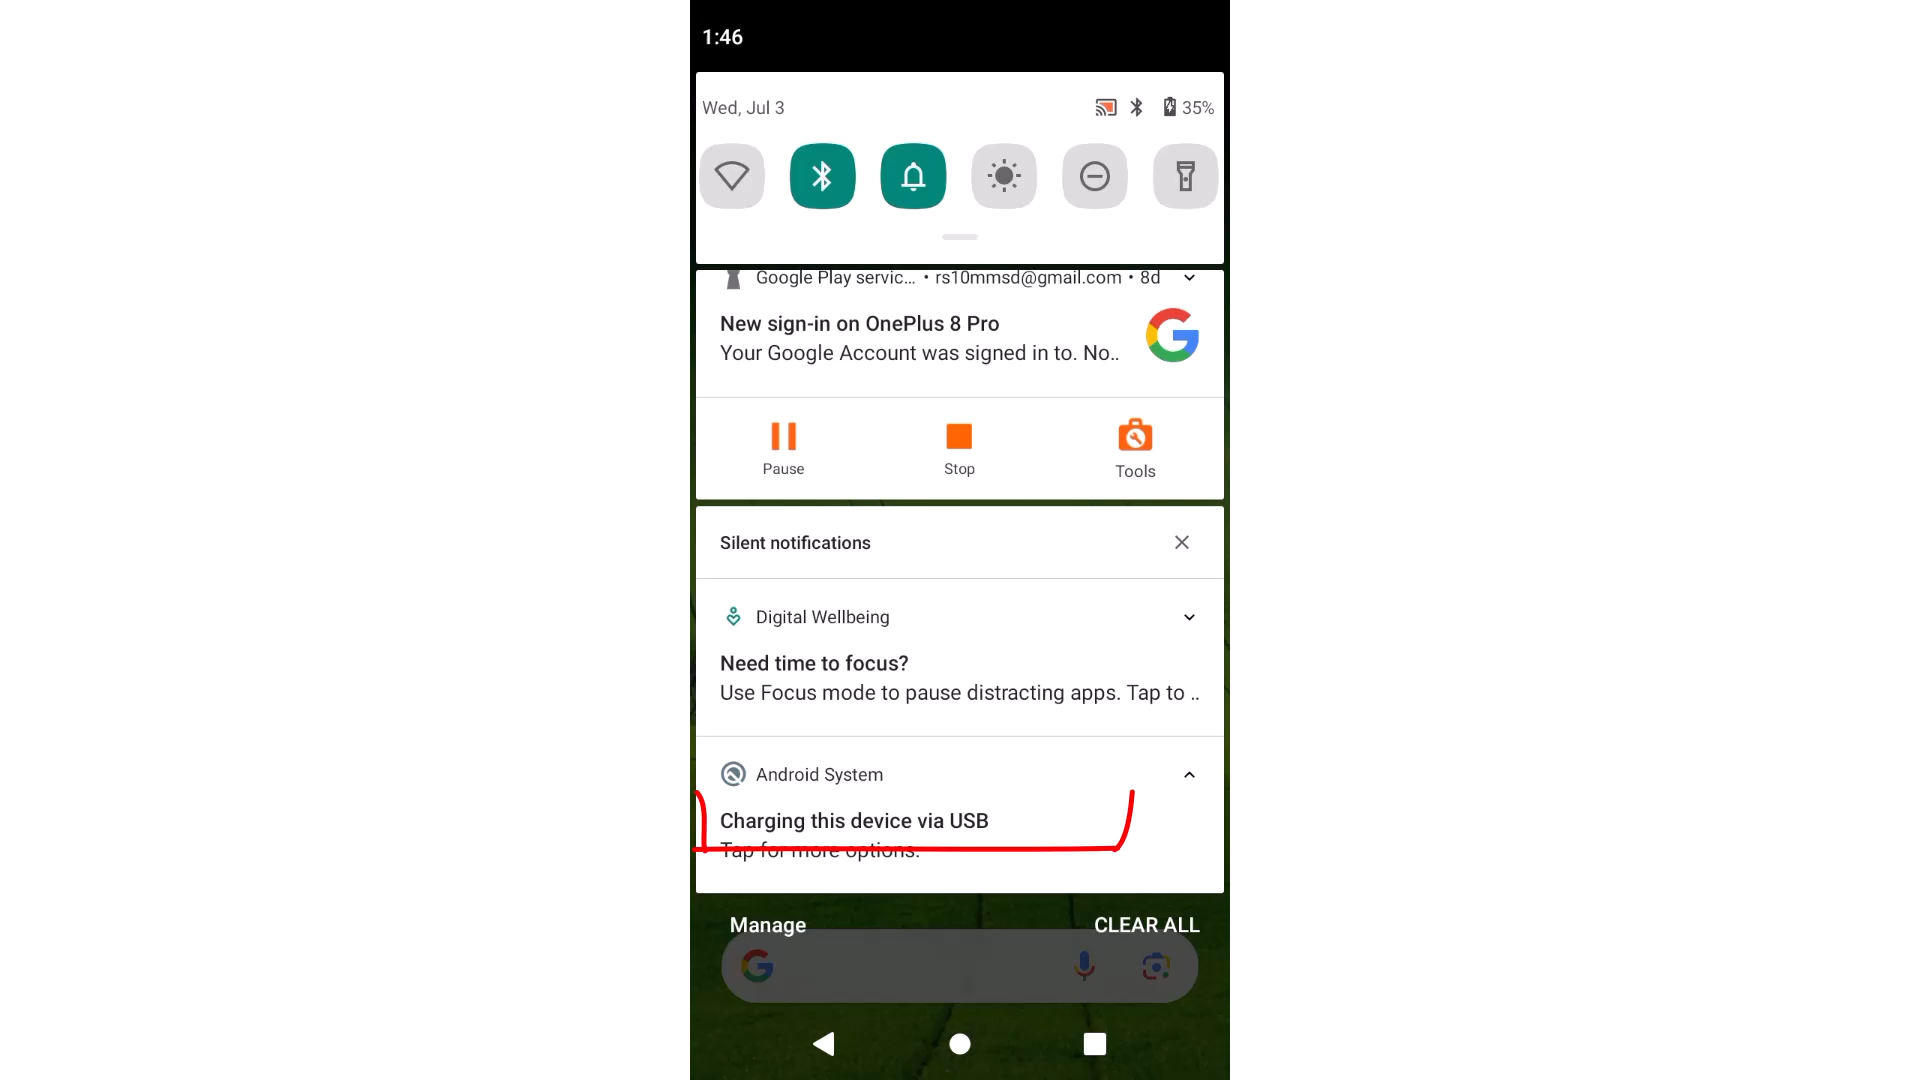 1:46
Wed, Jul 3
35%
Google Play servic... • rs10mmsd@gmail.com • 8d
New sign-in on OnePlus 8 Pro
Your Google Account was signed in to. No..
Pause
Stop
Tools
Silent notifications
Digital Wellbeing
Need time to focus?
Use Focus mode to pause distracting apps. Tap to ..
Android System
Charging this device via USB
Tap for more options.
Manage
CLEAR ALL